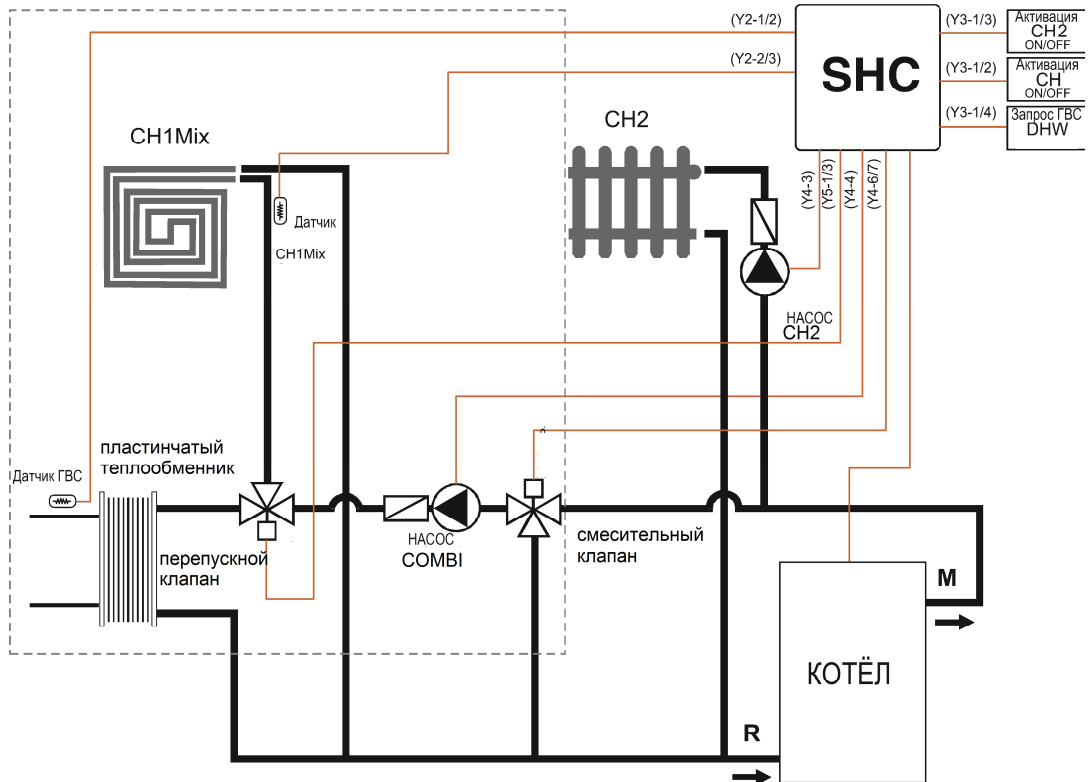 (Y2-1/2)
(Y3-1/3)
Активация
CH2
ON/OFF
(Y2-2/3)
SHC
(Y3-1/2)
Активация
CH
ON/OFF
(Y3-1/4)
Запрос ГВС
DHW
CH1Mix
CH2
(Y4-3)
(Y5-1/3)
(Y4-4)
(Y4-6/7)
Датчик
CH1Mix
НАСОС
CH2
пластинчатый
теплообменник
Датчик ГВС
перепускной
клапан
НАСОС
COMBI
смесительный
клапан
M
КОТЁЛ
R